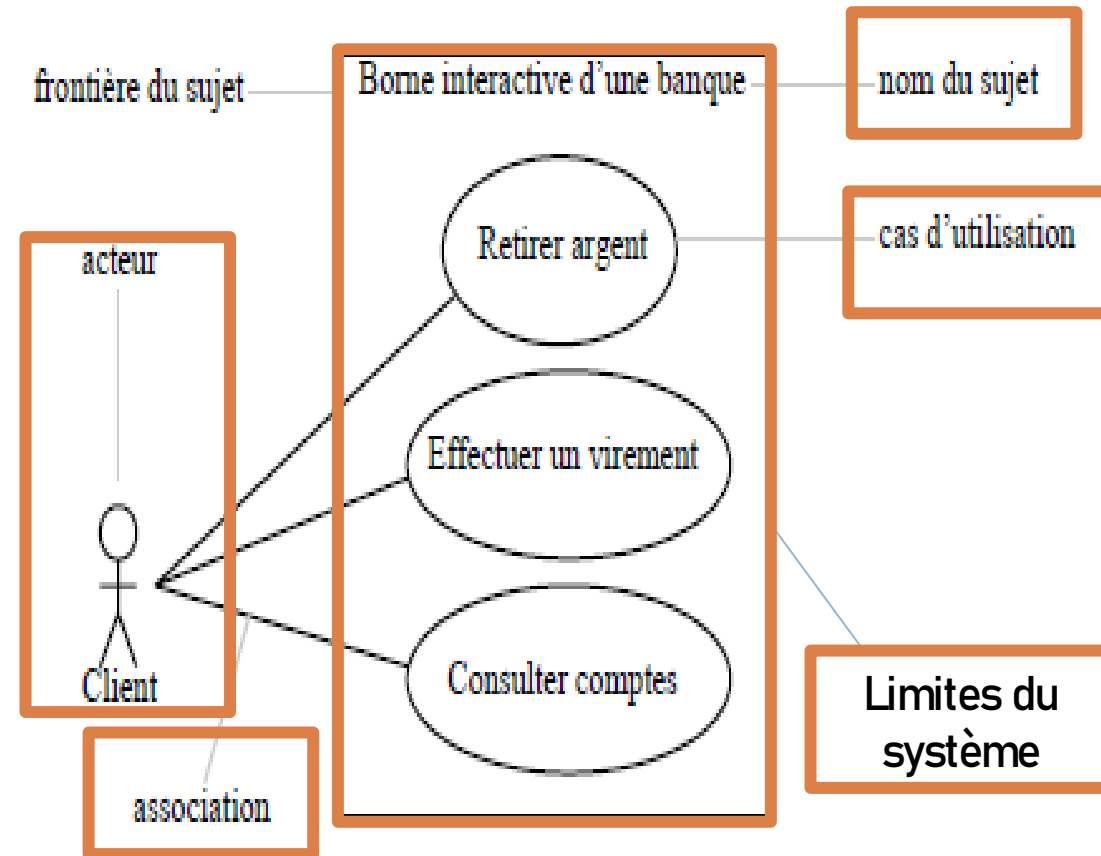 frontière du sujet
Borne interactive d'une banque
nom du sujet
Retirer argent
cas d'utilisation
acteur
Effectuer un virement
Client
Consulter comptes
Limites du
système
association